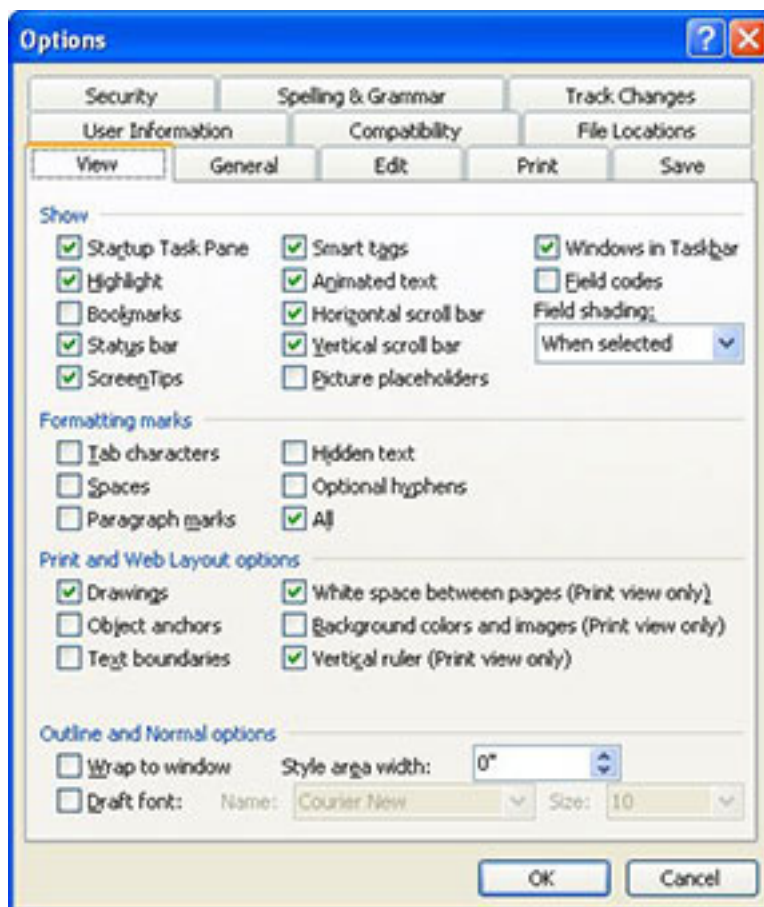 Options
Security Spelling & Grammar Track Changes
User Information Compatibility File Locations
View General Edit Print Save
Show
Startup Task Pane Smart tags Windows in Taskbar
Highlight Animated text Field codes
Bookmarks Horizontal scroll bar Field shading:
Status bar Vertical scroll bar When selected
ScreenTips Picture placeholders
Formatting marks
Tab characters Hidden text
Spaces Optional hyphens
Paragraph marks All
Print and Web Layout options
Drawings White space between pages (Print view only)
Object anchors Background colors and images (Print view only)
Text boundaries Vertical ruler (Print view only)
Outline and Normal options
Wrap to window Style area width: 0"
Draft font: Name: Courier New Size: 10
OK Cancel